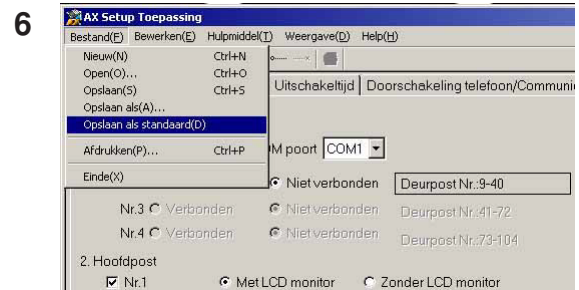 6
AX Setup Toepassing
Bestand(F) Bewerken(E) Hulpmiddel(T) Weergave(D) Help(H)
Nieuw(N) Ctrl+N
Open(O)... Ctrl+O
Opslaan(S) Ctrl+S
Opslaan als(A)...
Opslaan als standaard(D)
Afdrukken(P)... Ctrl+P
Einde(X)
Uitschakeltijd Doorschakeling telefoon/Communi
M poort COM1
Niet verbonden Deurpost Nr.:9-40
Nr.3 Verbonden Niet verbonden Deurpost Nr.:41-72
Nr.4 Verbonden Niet verbonden Deurpost Nr.:73-104
2. Hoofdpost
Nr.1 Met LCD monitor Zonder LCD monitor